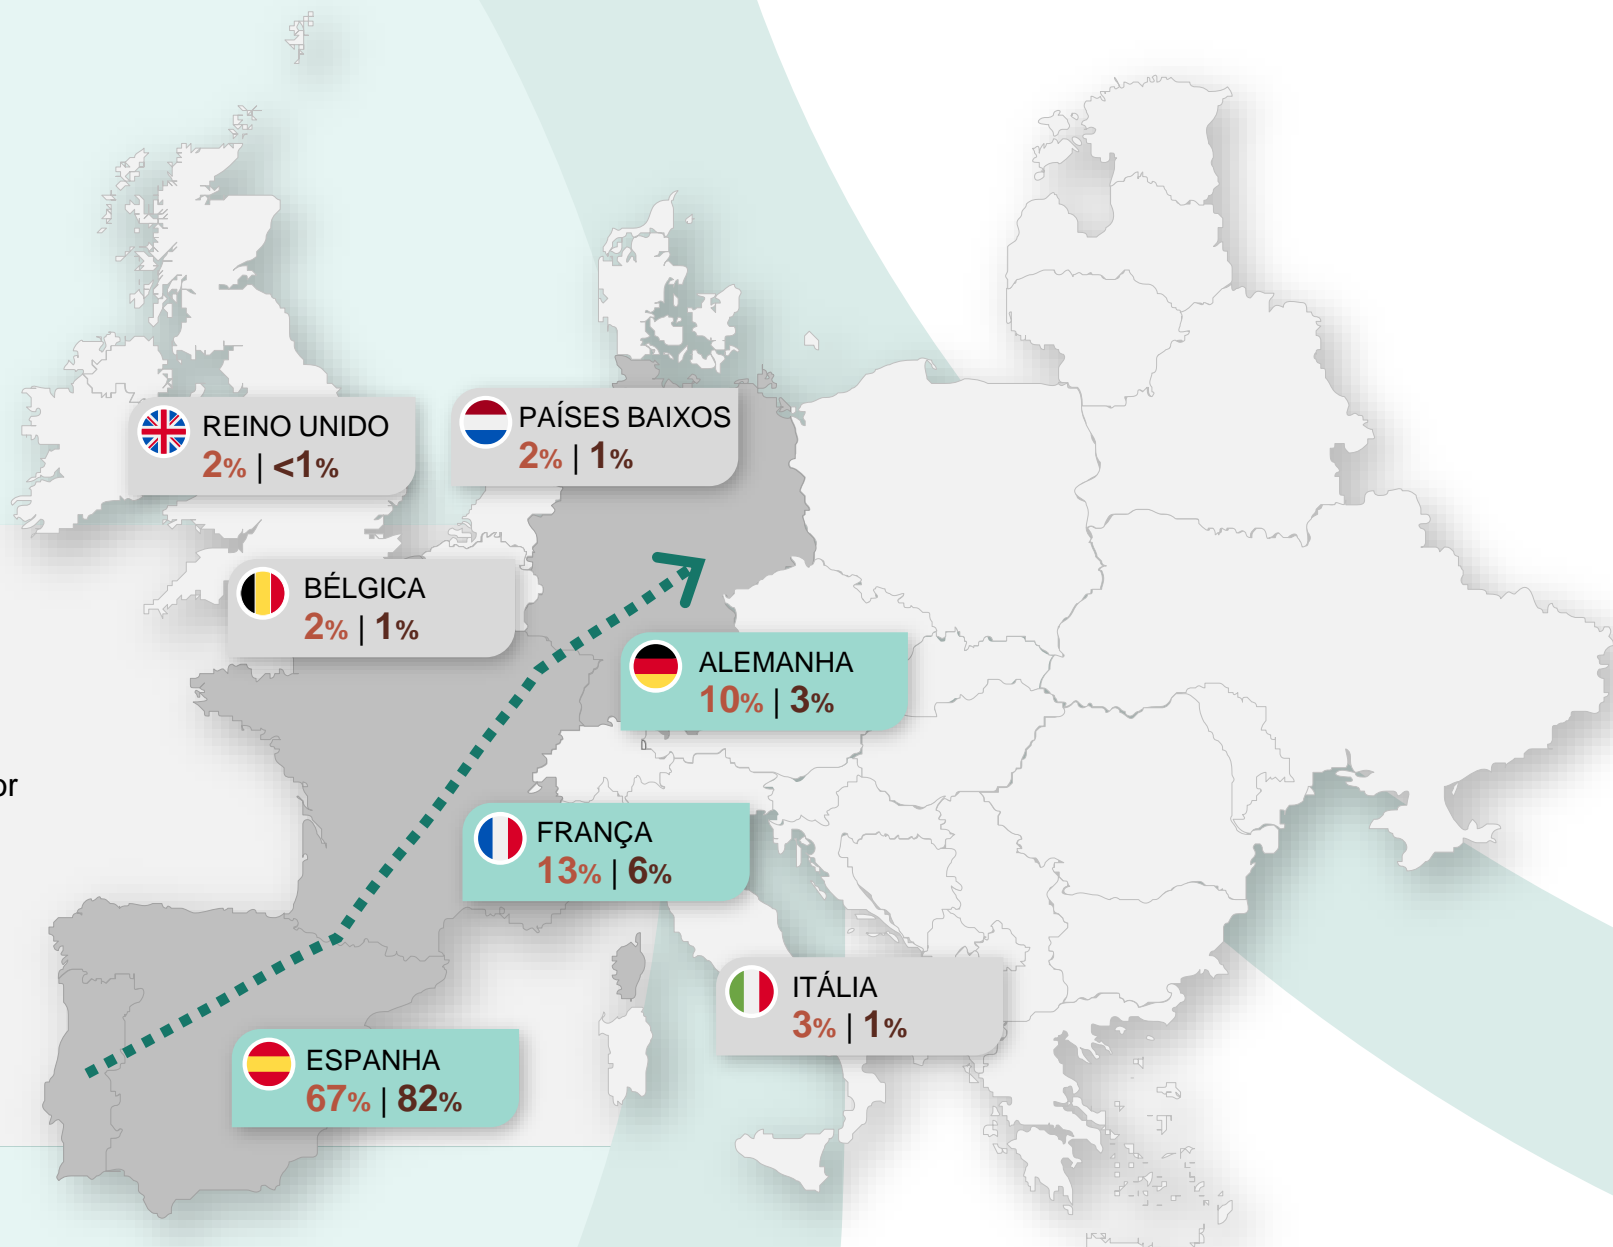 REINO UNIDO
2% | <1%
PAÍSES BAIXOS
2% | 1%
BÉLGICA
2% | 1%
ALEMANHA
10% | 3%
or
FRANÇA
13% | 6%
ITÁLIA
3% | 1%
ESPANHA
67% | 82%